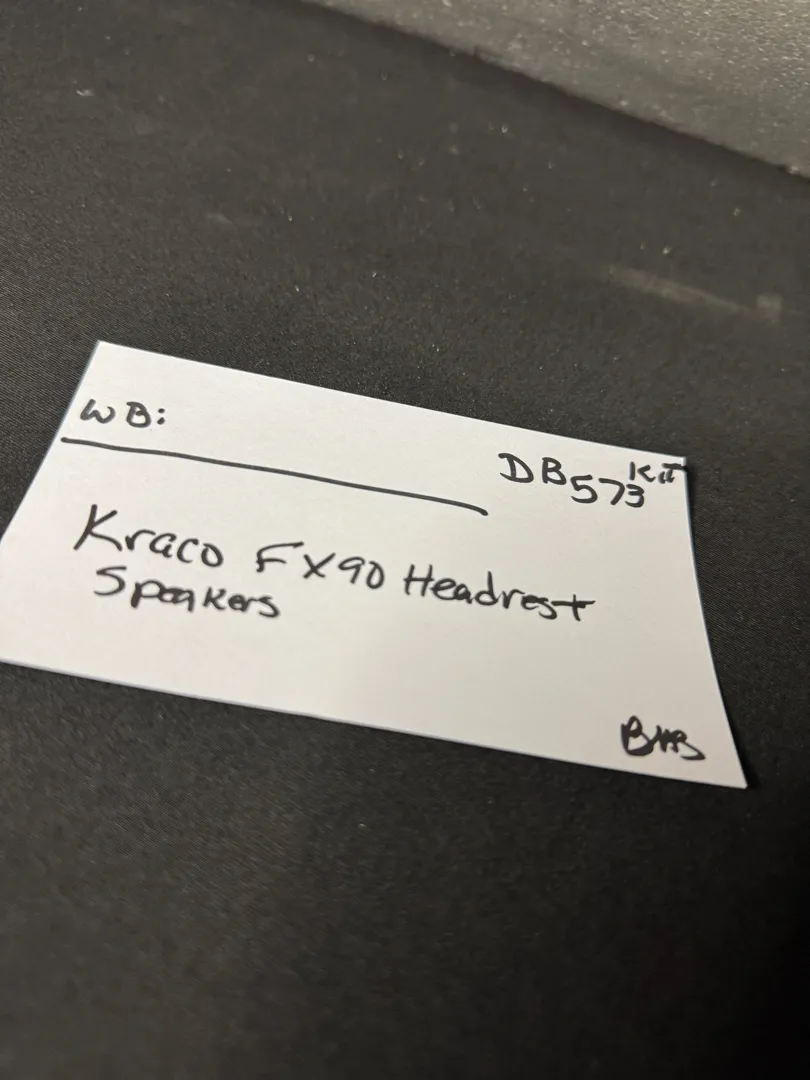 WB:
DB573 Kit
Kraco FX90 Headrest
Speakers